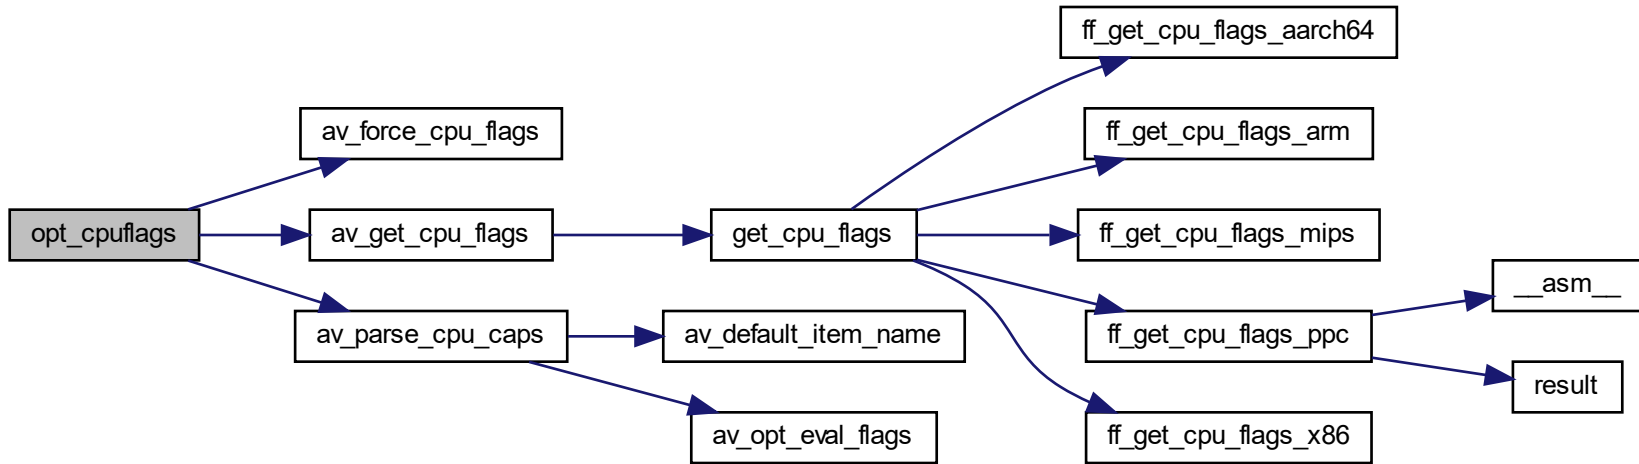 ff_get_cpu_flags_aarch64
av_force_cpu_flags
ff_get_cpu_flags_arm
opt_cpuflags
av_get_cpu_flags
get_cpu_flags
ff_get_cpu_flags_mips
__asm__
av_parse_cpu_caps
av_default_item_name
ff_get_cpu_flags_ppc
result
av_opt_eval_flags
ff_get_cpu_flags_x86